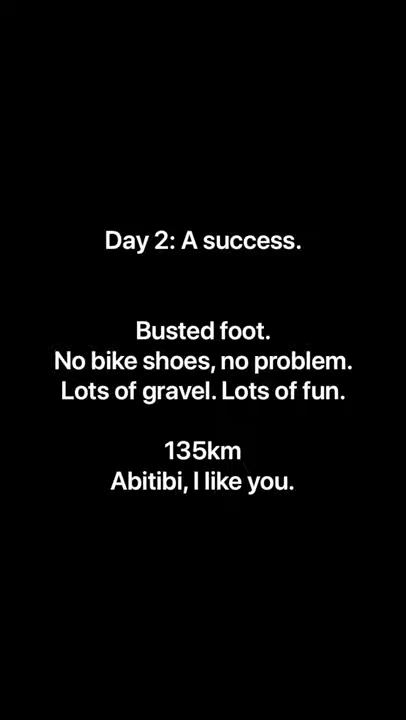 Day 2: A success.
Busted foot.
No bike shoes, no problem.
Lots of gravel. Lots of fun.
135km
Abitibi, I like you.